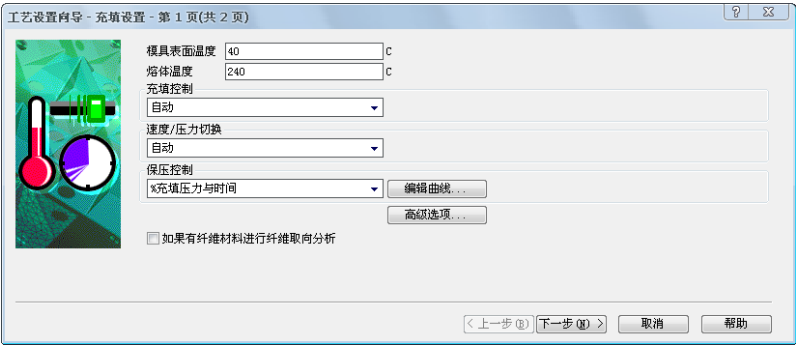 工艺设置向导 - 充填设置 - 第 1 页(共 2 页)
模具表面温度 40 C
熔体温度 240 C
充填控制
自动
速度/压力切换
自动
保压控制
%充填压力与时间 编辑曲线...
高级选项...
如果有纤维材料进行纤维取向分析
< 上一步(B) 下一步(N) > 取消 帮助